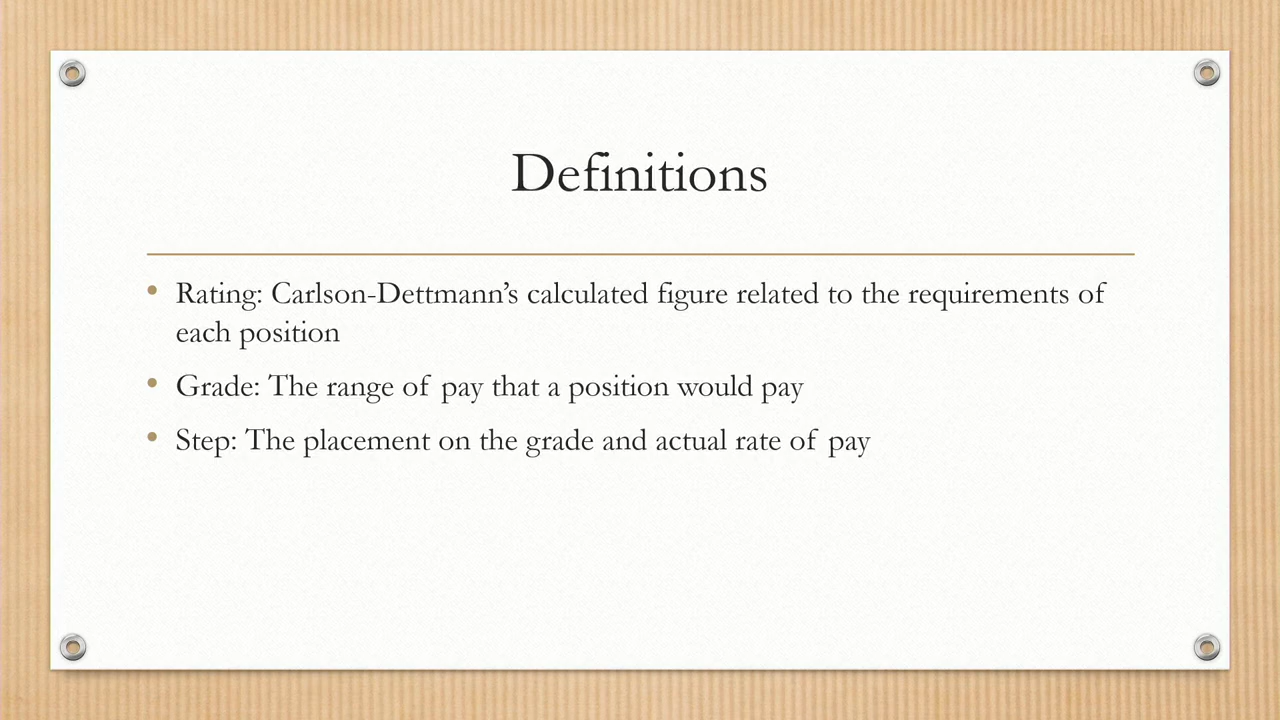 Definitions
• Rating: Carlson-Dettmann’s calculated figure related to the requirements of
each position
• Grade: The range of pay that a position would pay
• Step: The placement on the grade and actual rate of pay